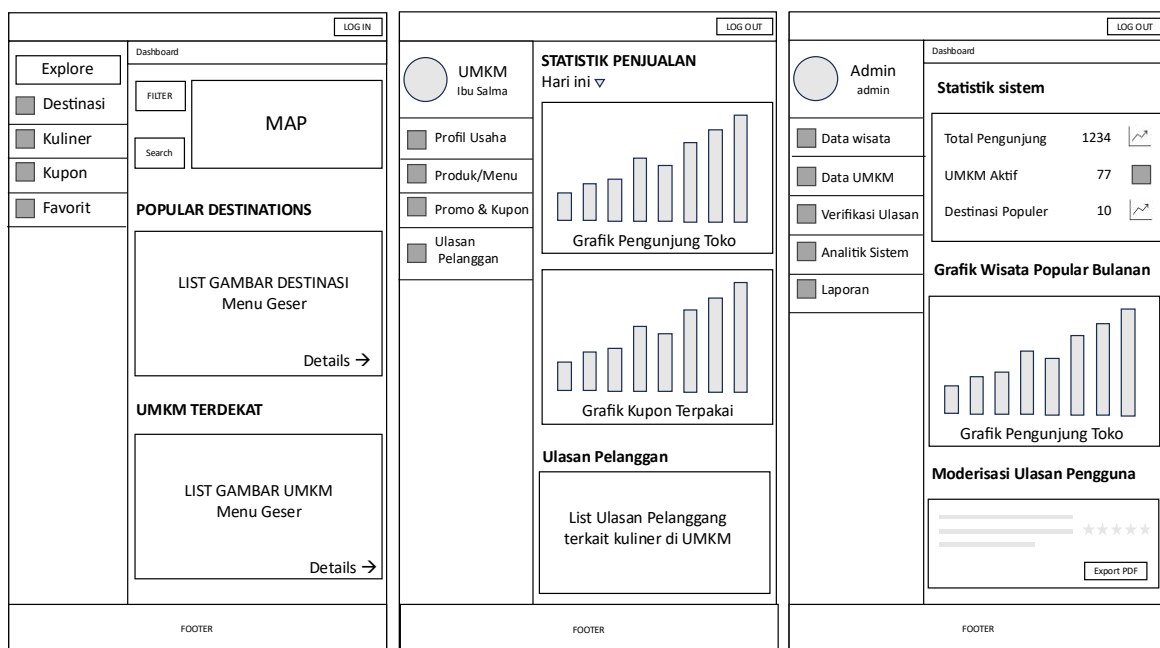 LOG IN
Explore
Destinasi
Kuliner
Kupon
Favorit
Dashboard
FILTER
Search
MAP
POPULAR DESTINATIONS
LIST GAMBAR DESTINASI
Menu Geser
Details →
UMKM TERDEKAT
LIST GAMBAR UMKM
Menu Geser
Details →
FOOTER
LOG OUT
UMKM
Ibu Salma
Profil Usaha
Produk/Menu
Promo & Kupon
Ulasan
Pelanggan
STATISTIK PENJUALAN
Hari ini
Grafik Pengunjung Toko
Grafik Kupon Terpakai
Ulasan Pelanggan
List Ulasan Pelanggang
terkait kuliner di UMKM
FOOTER
LOG OUT
Admin
admin
Data wisata
Data UMKM
Verifikasi Ulasan
Analitik Sistem
Laporan
Dashboard
Statistik sistem
Total Pengunjung 1234
UMKM Aktif 77
Destinasi Populer 10
Grafik Wisata Popular Bulanan
Grafik Pengunjung Toko
Moderisasi Ulasan Pengguna
Export PDF
FOOTER